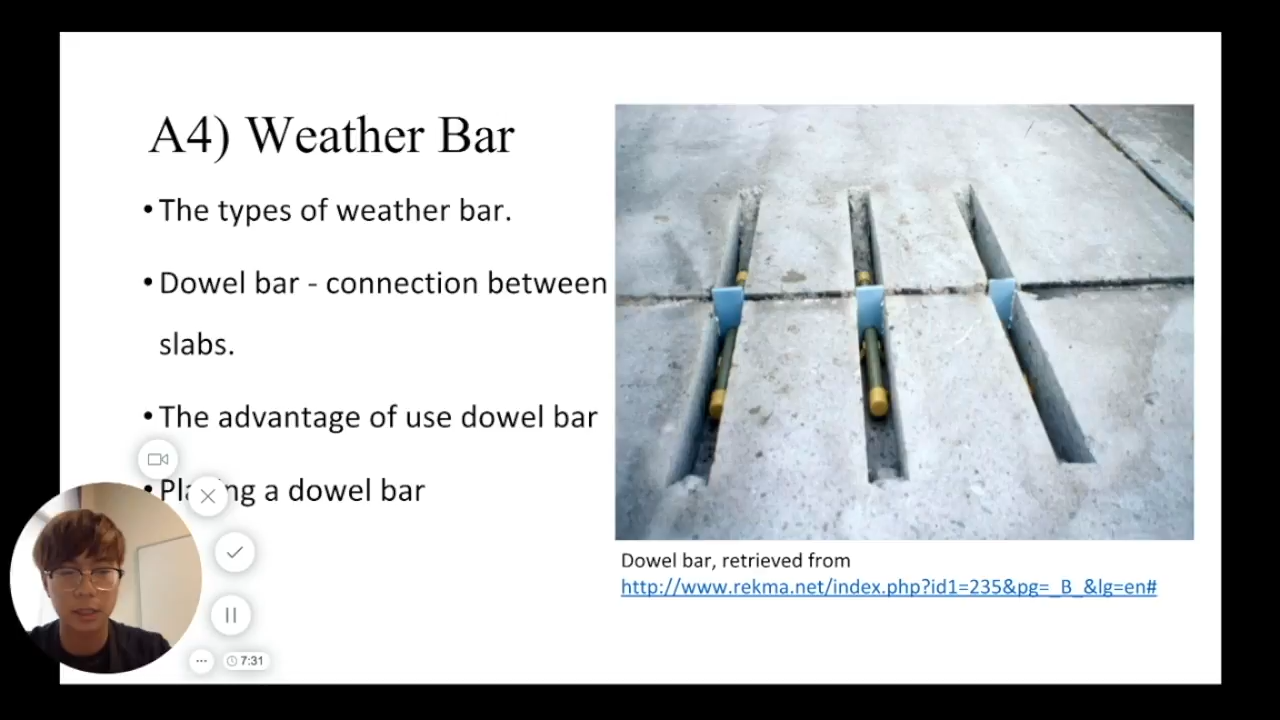 A4) Weather Bar
• The types of weather bar.
• Dowel bar - connection between
slabs.
• The advantage of use dowel bar
a dowel bar
Dowel bar, retrieved from
http://www.rekma.net/index.php?id1=235&pg=_B_&lg=en#
7:31